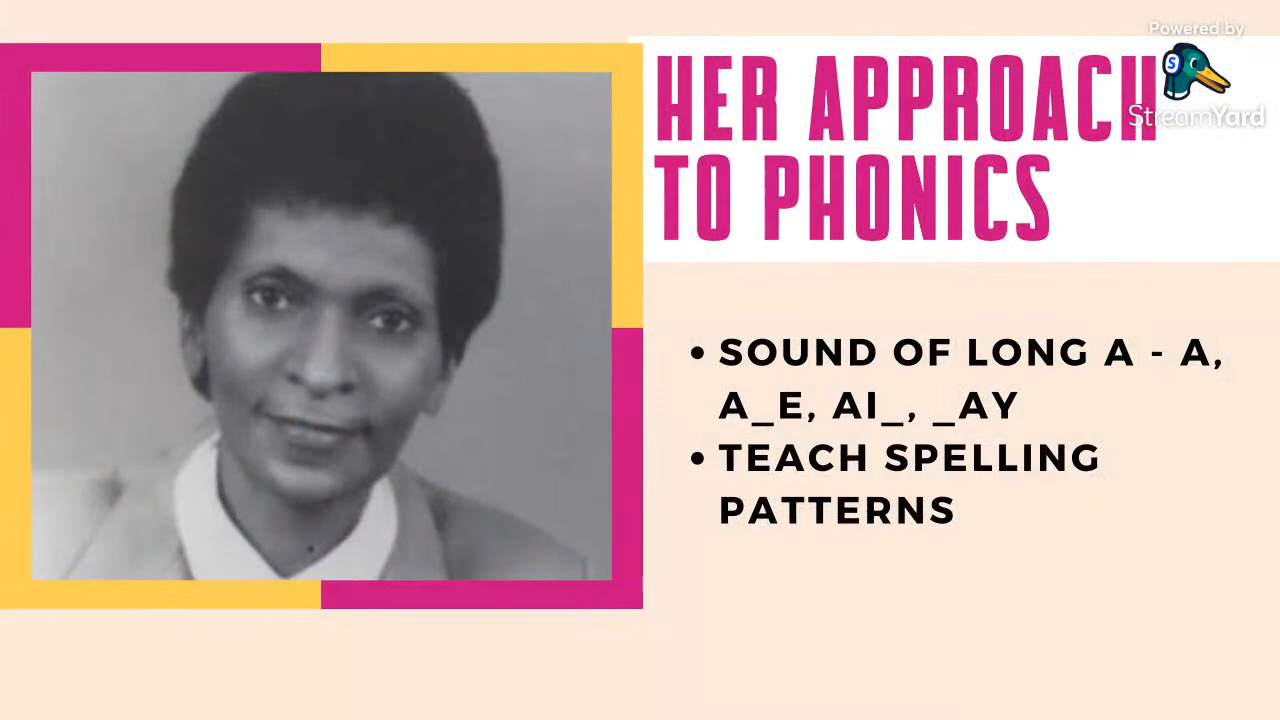 Powered by
StreamYard
HER APPROACH
TO PHONICS
• SOUND OF LONG A - A,
A_E, AI_, _AY
• TEACH SPELLING
PATTERNS